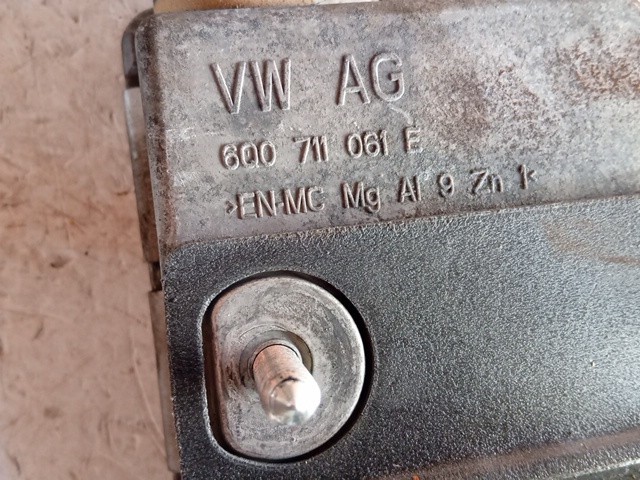 VW AG
6Q0 711 061 E
>EN-MC Mg Al 9 Zn 1<